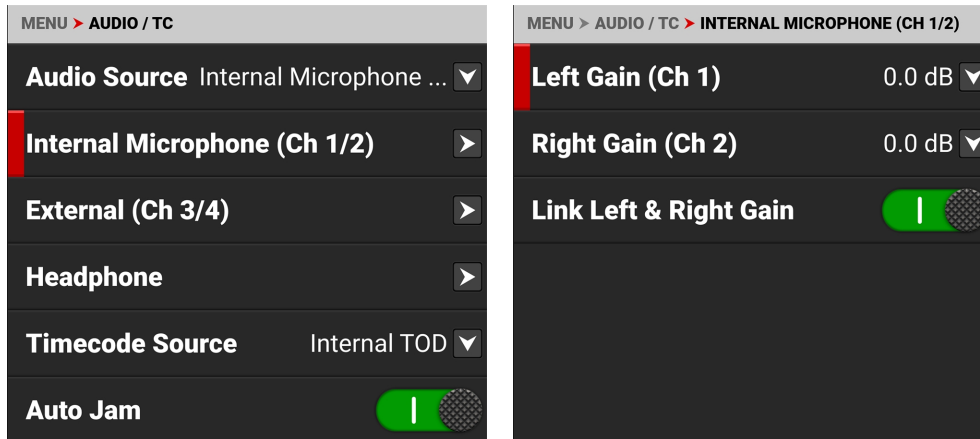 MENU > AUDIO / TC
Audio Source Internal Microphone ...
Internal Microphone (Ch 1/2)
External (Ch 3/4)
Headphone
Timecode Source Internal TOD
Auto Jam
MENU > AUDIO / TC > INTERNAL MICROPHONE (CH 1/2)
Left Gain (Ch 1) 0.0 dB
Right Gain (Ch 2) 0.0 dB
Link Left & Right Gain